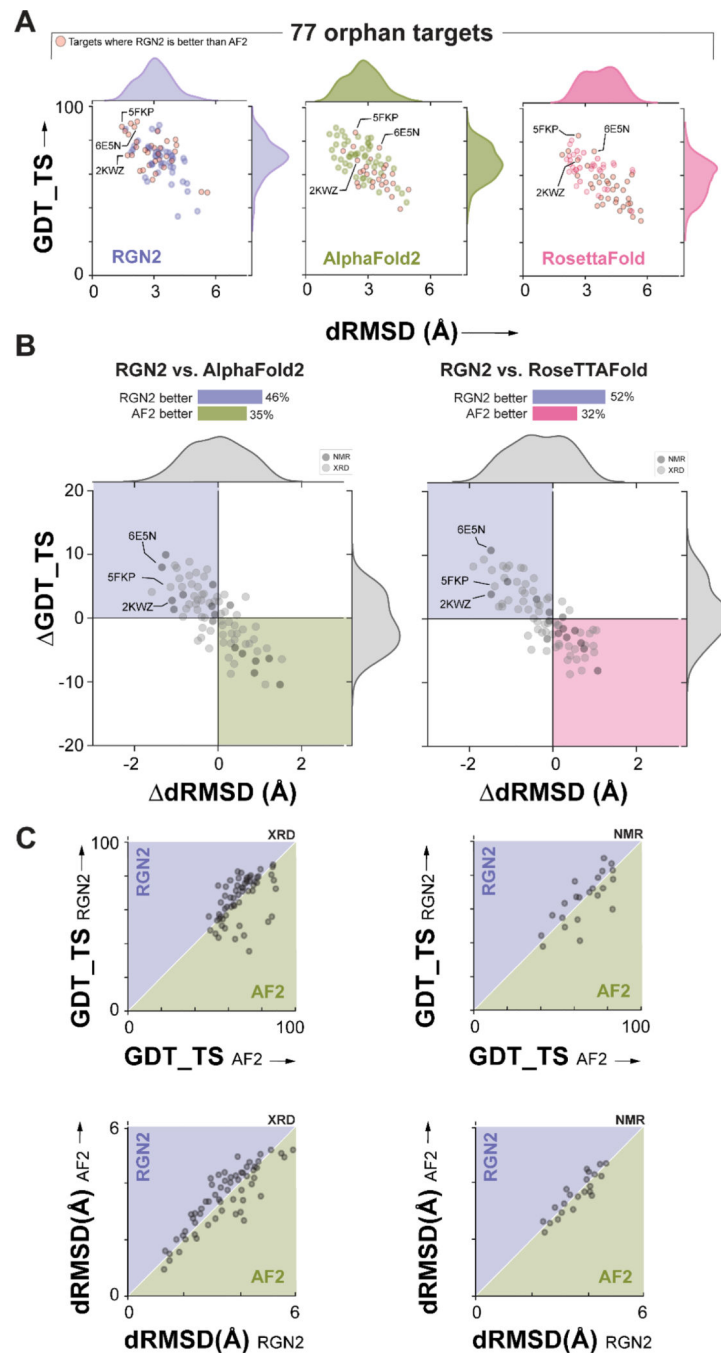 A
77 orphan targets
Targets where RGN2 is better than AF2
GDT_TS
100
0
5FKP
6E5N
2KWZ
RGN2
0 3 6
5FKP
6E5N
2KWZ
AlphaFold2
0 3 6
5FKP
6E5N
2KWZ
RosettaFold
0 3 6
dRMSD (Å)
B
RGN2 vs. AlphaFold2
RGN2 better 46%
AF2 better 35%
NMR
XRD
ΔGDT_TS
20
10
0
-10
-20
6E5N
5FKP
2KWZ
-2 0 2
ΔdRMSD (Å)
RGN2 vs. RoseTTAFold
RGN2 better 52%
AF2 better 32%
NMR
XRD
6E5N
5FKP
2KWZ
-2 0 2
ΔdRMSD (Å)
C
XRD
100
0
GDT_TS RGN2
RGN2
AF2
0 100
GDT_TS AF2
NMR
GDT_TS RGN2
RGN2
AF2
0 100
GDT_TS AF2
XRD
6
0
dRMSD(Å) AF2
RGN2
AF2
0 6
dRMSD(Å) RGN2
NMR
dRMSD(Å) AF2
RGN2
AF2
0 6
dRMSD(Å) RGN2